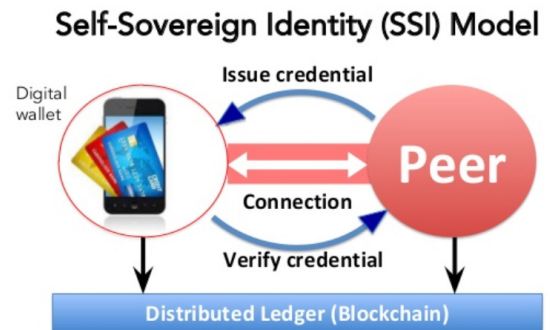 Self-Sovereign Identity (SSI) Model
Digital
wallet
Issue credential
Peer
Connection
Verify credential
Distributed Ledger (Blockchain)